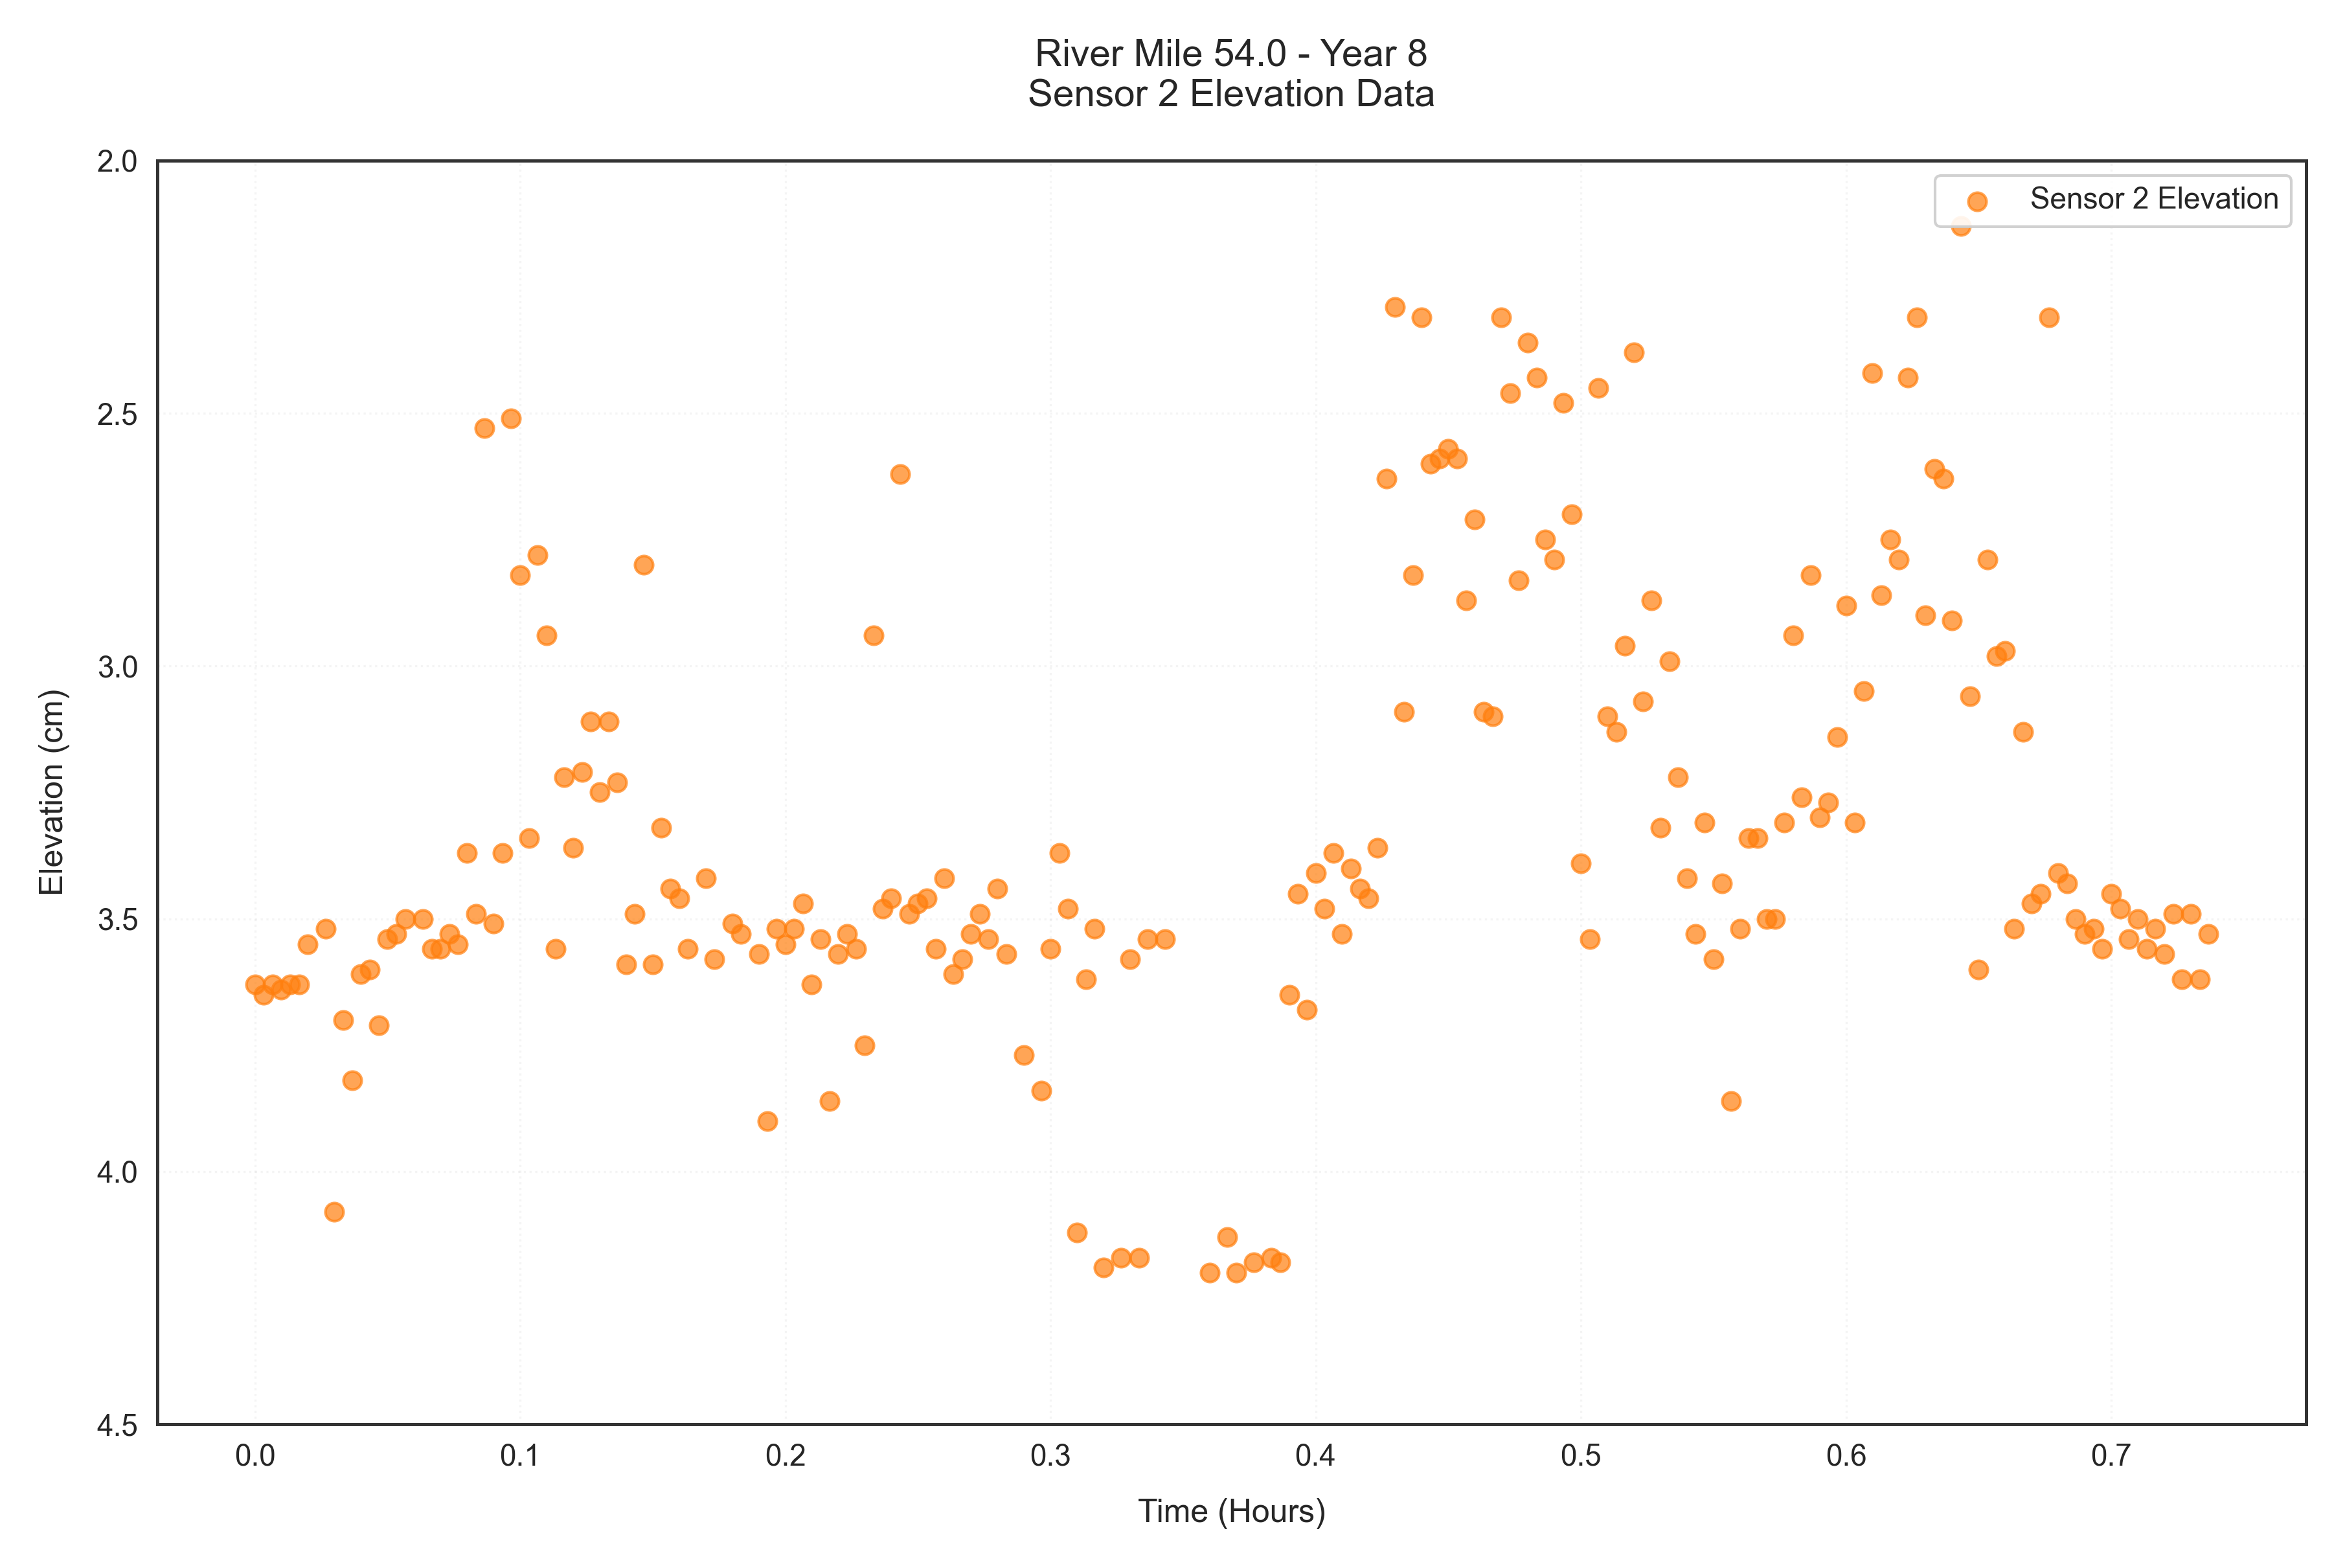 River Mile 54.0 - Year 8
Sensor 2 Elevation Data
Sensor 2 Elevation
Elevation (cm)
2.0
2.5
3.0
3.5
4.0
4.5
0.0 0.1 0.2 0.3 0.4 0.5 0.6 0.7
Time (Hours)